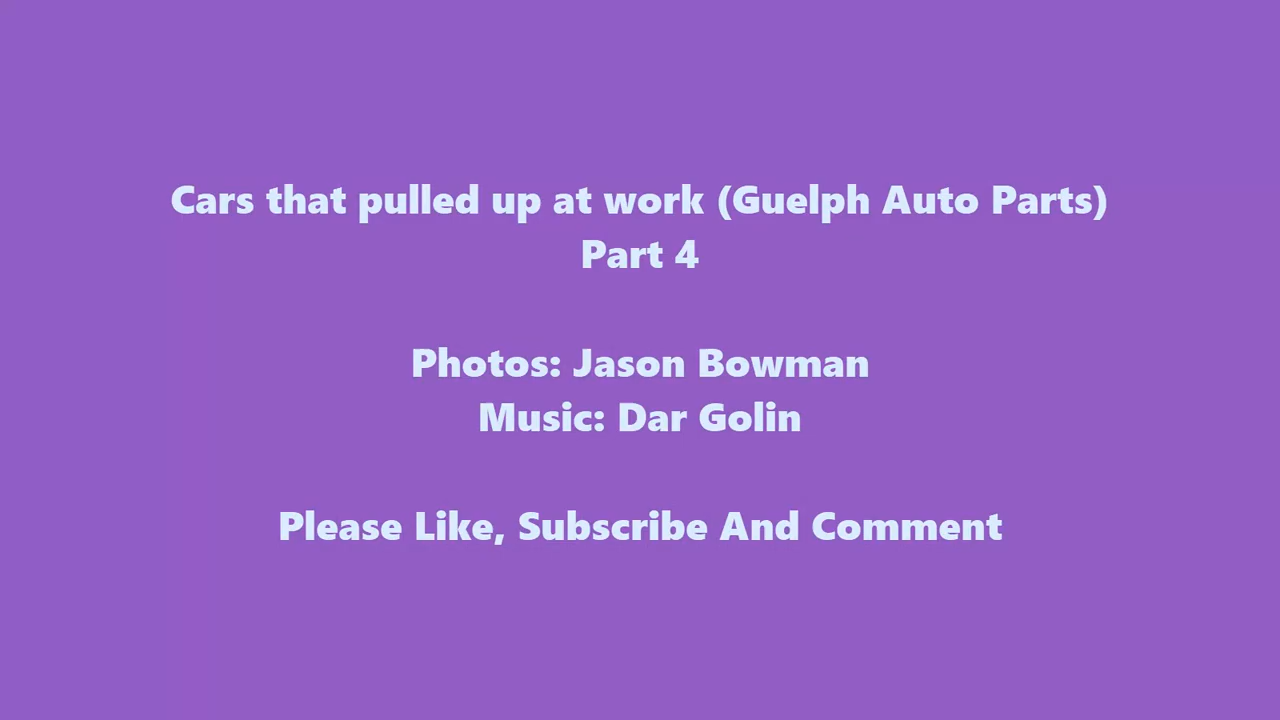 Cars that pulled up at work (Guelph Auto Parts)
Part 4
Photos: Jason Bowman
Music: Dar Golin
Please Like, Subscribe And Comment